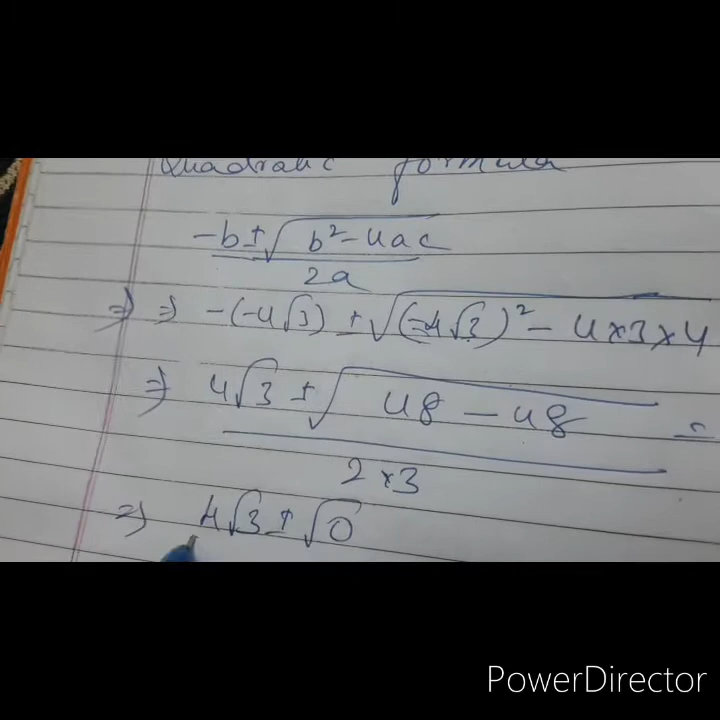 Quadratic formula
-b±√b²-4ac
2a
⇒ ⇒ -(-4√3) ± √(-4√3)² - 4×3×4
⇒ 4√3 ± √48 - 48 =
2×3
⇒ 4√3 ± √0
PowerDirector